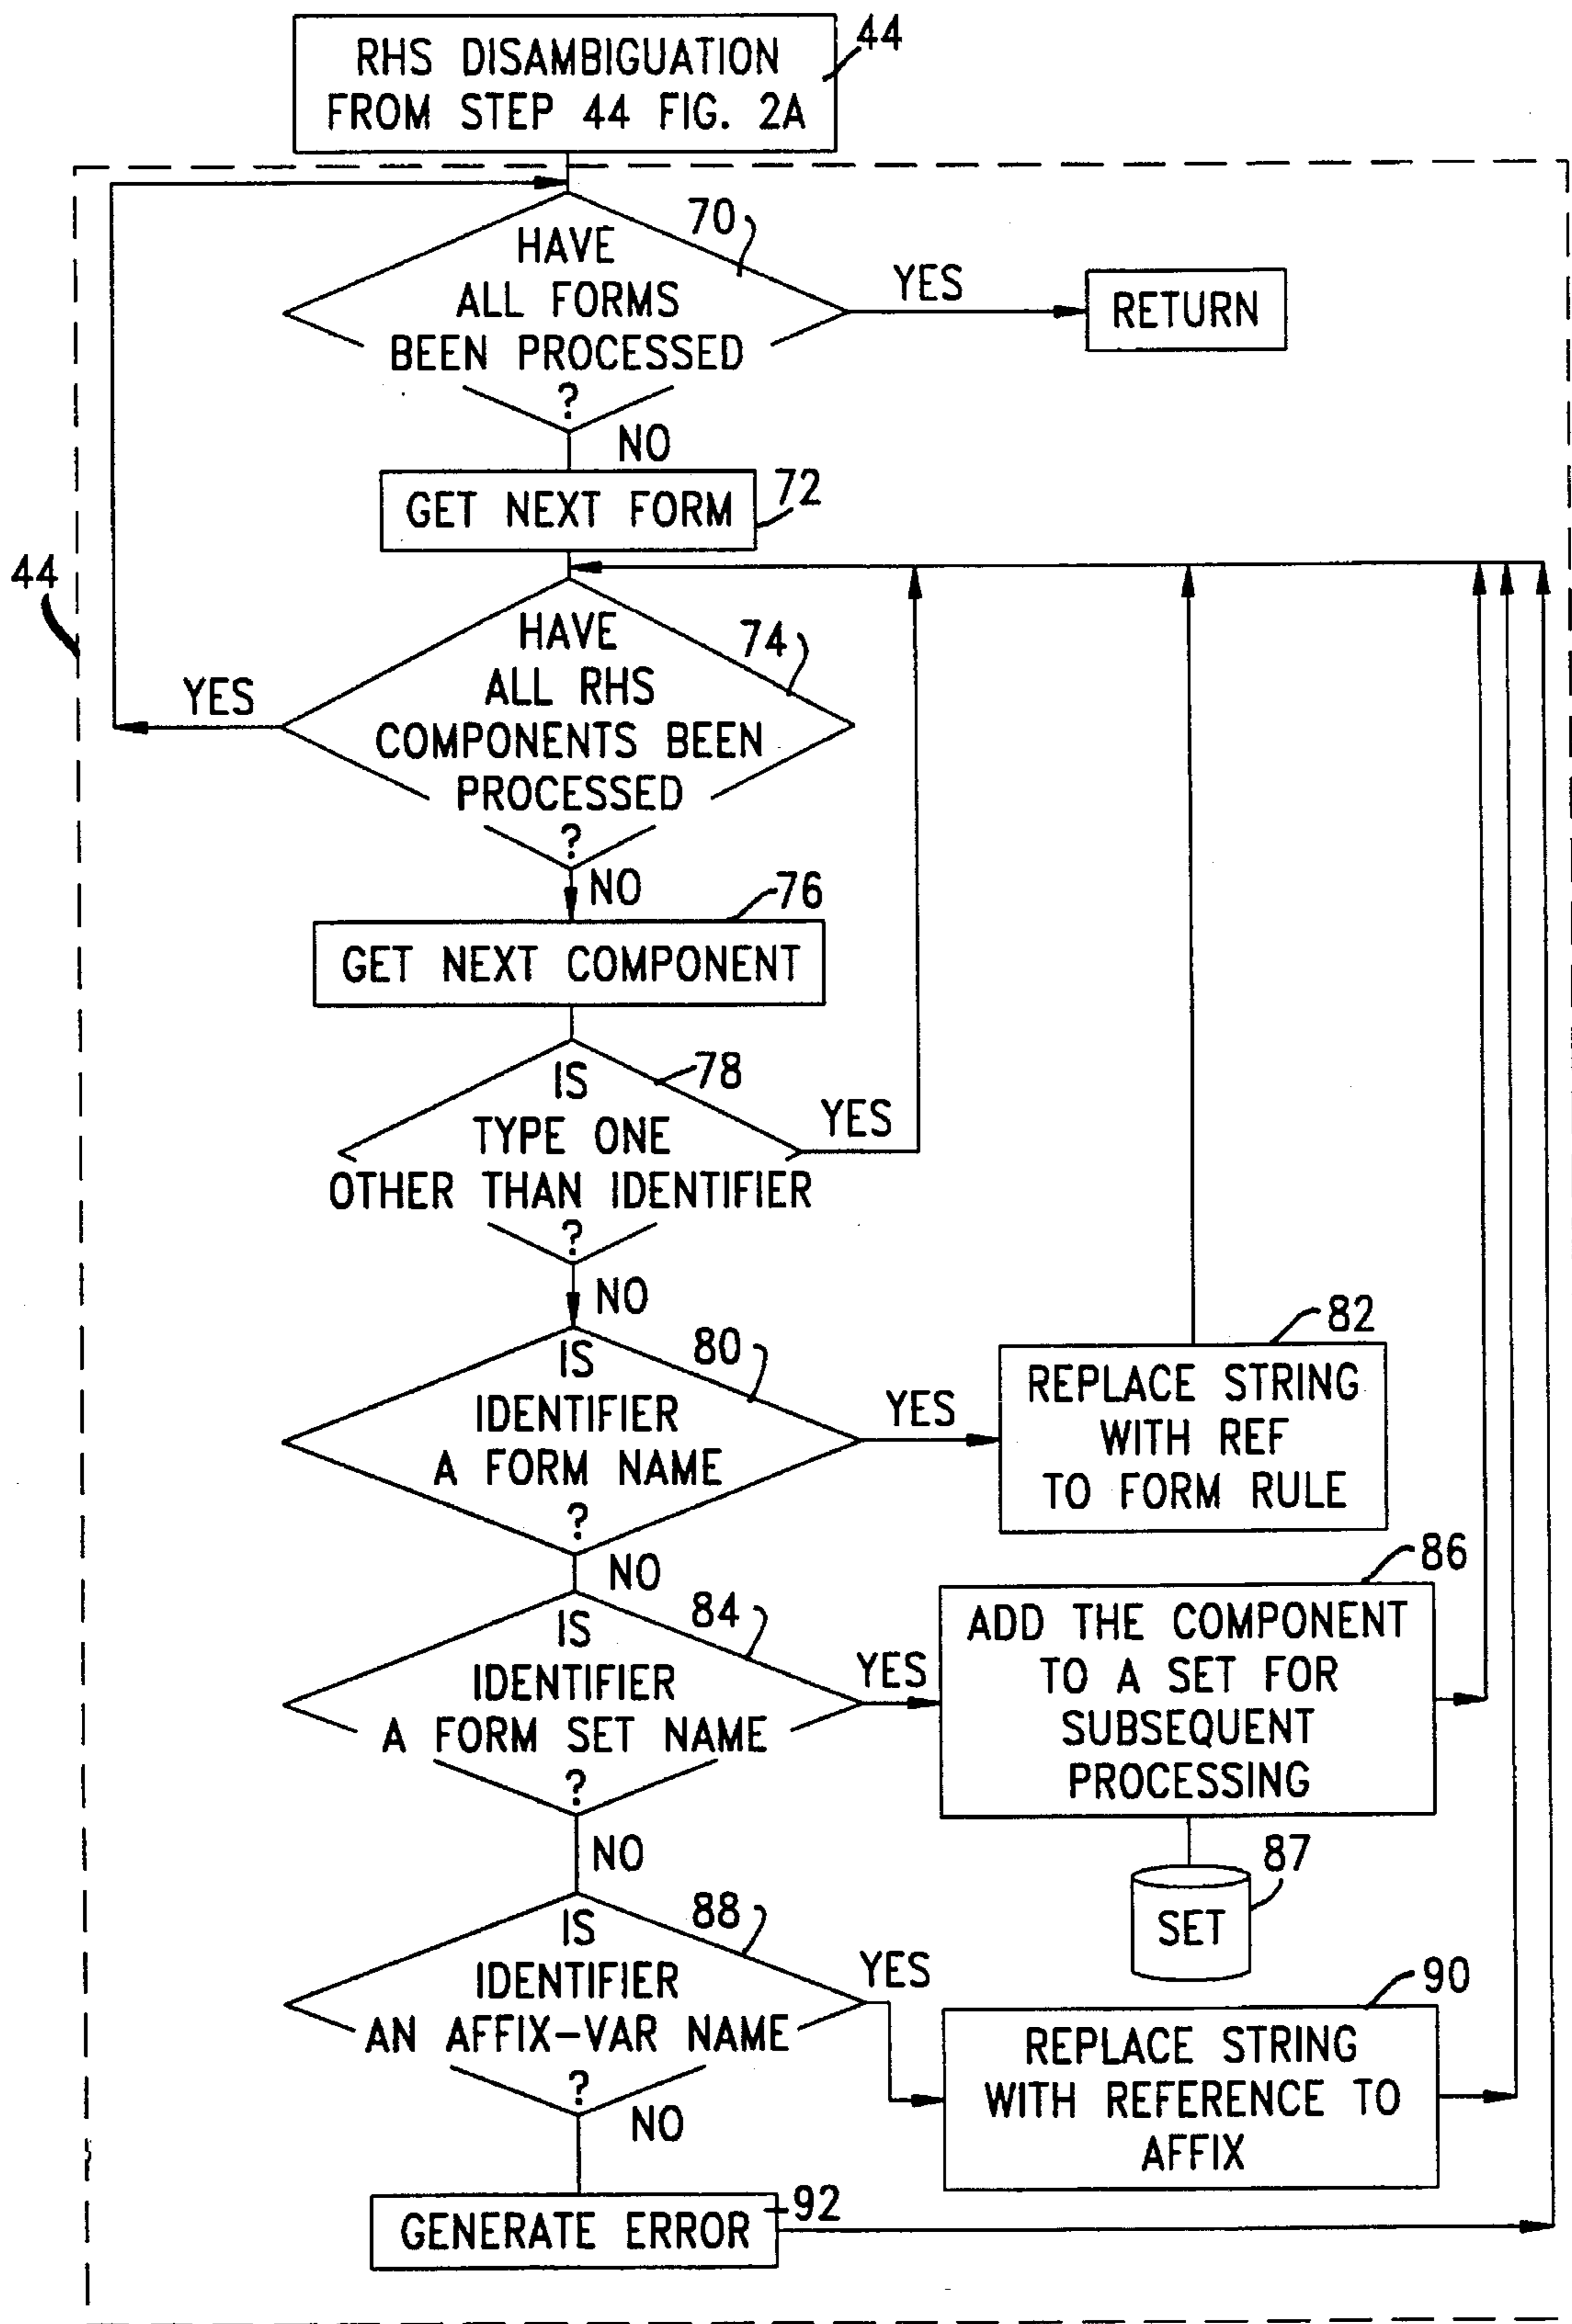 RHS DISAMBIGUATION
FROM STEP 44 FIG. 2A
44
70
HAVE
ALL FORMS
BEEN PROCESSED
?
YES
RETURN
NO
GET NEXT FORM
72
44
74
HAVE
ALL RHS
COMPONENTS BEEN
PROCESSED
?
YES
NO
76
GET NEXT COMPONENT
78
IS
TYPE ONE
OTHER THAN IDENTIFIER
?
YES
NO
80
IS
IDENTIFIER
A FORM NAME
?
YES
82
REPLACE STRING
WITH REF
TO FORM RULE
NO
84
IS
IDENTIFIER
A FORM SET NAME
?
YES
86
ADD THE COMPONENT
TO A SET FOR
SUBSEQUENT
PROCESSING
87
SET
NO
88
IS
IDENTIFIER
AN AFFIX-VAR NAME
?
YES
90
REPLACE STRING
WITH REFERENCE TO
AFFIX
NO
GENERATE ERROR
92